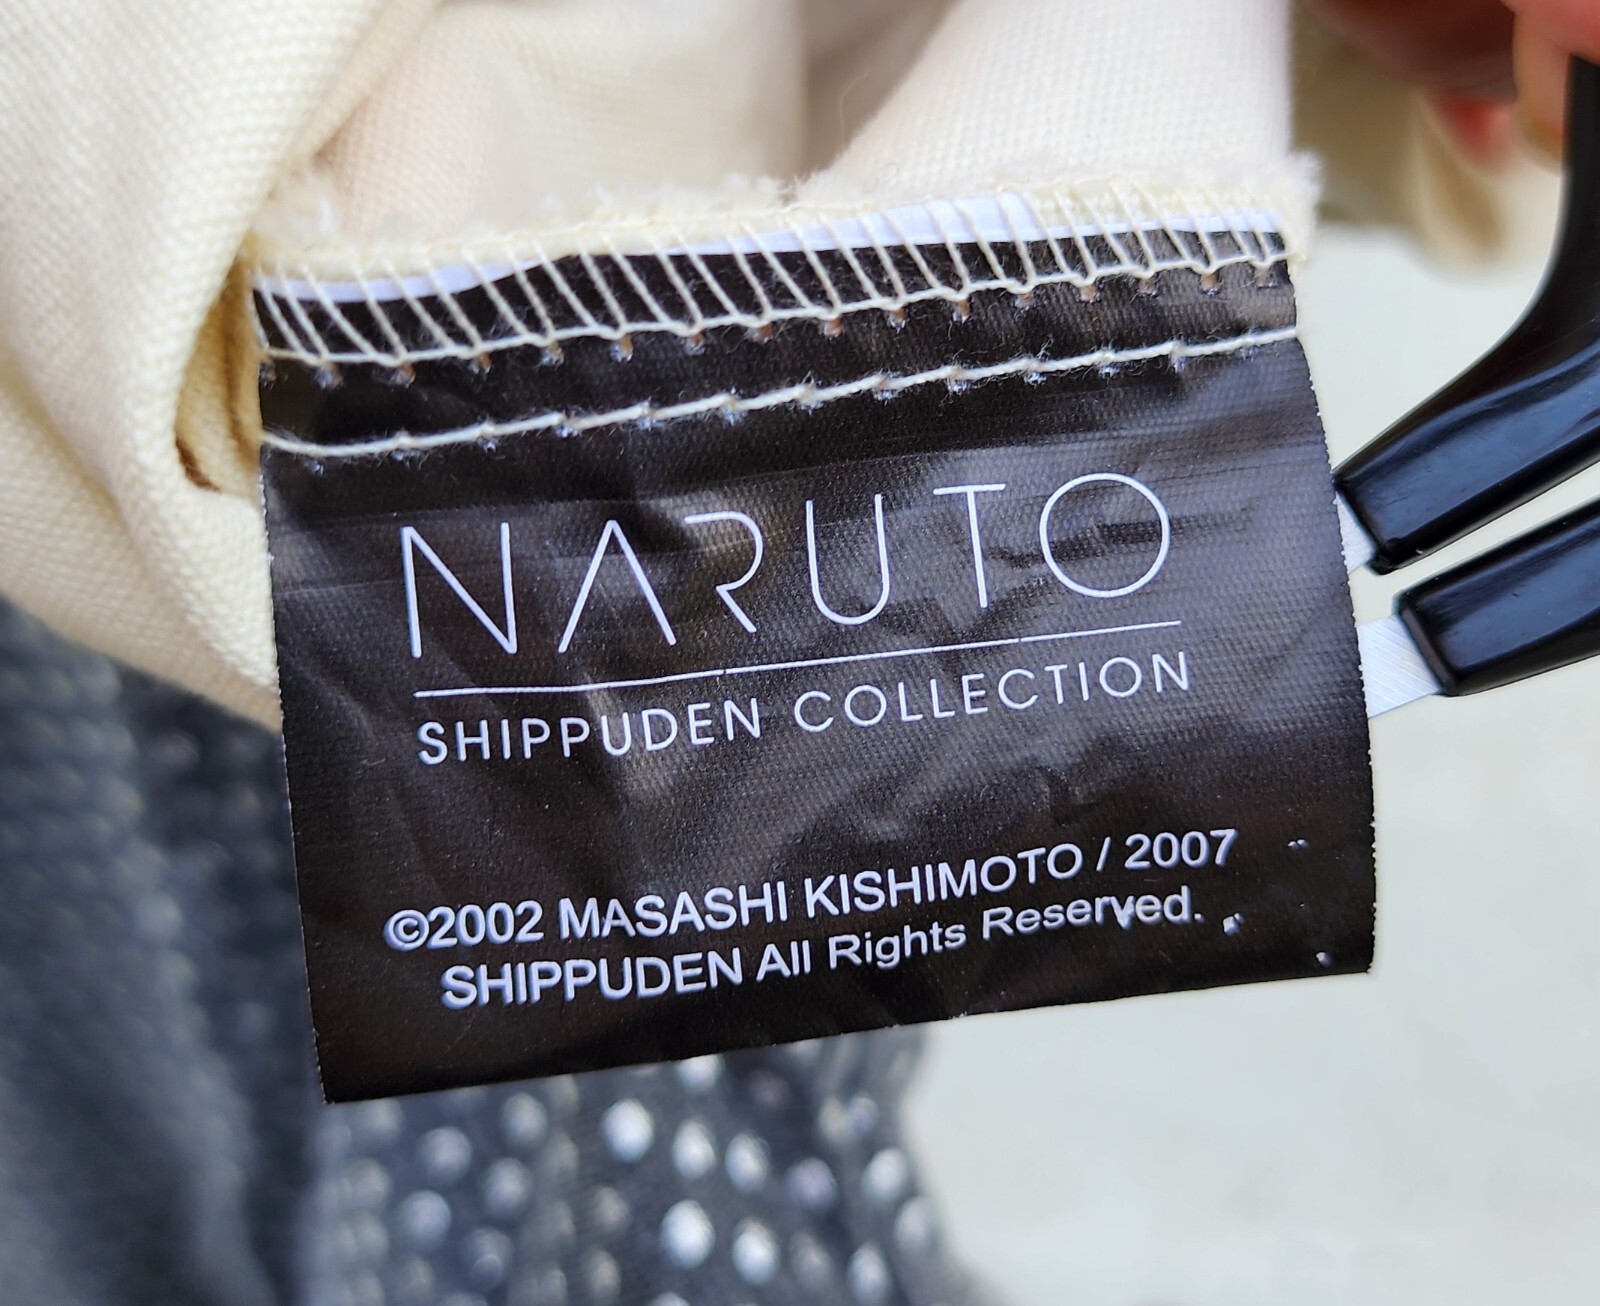 NARUTO
SHIPPUDEN COLLECTION
©2002 MASASHI KISHIMOTO / 2007
SHIPPUDEN All Rights Reserved.